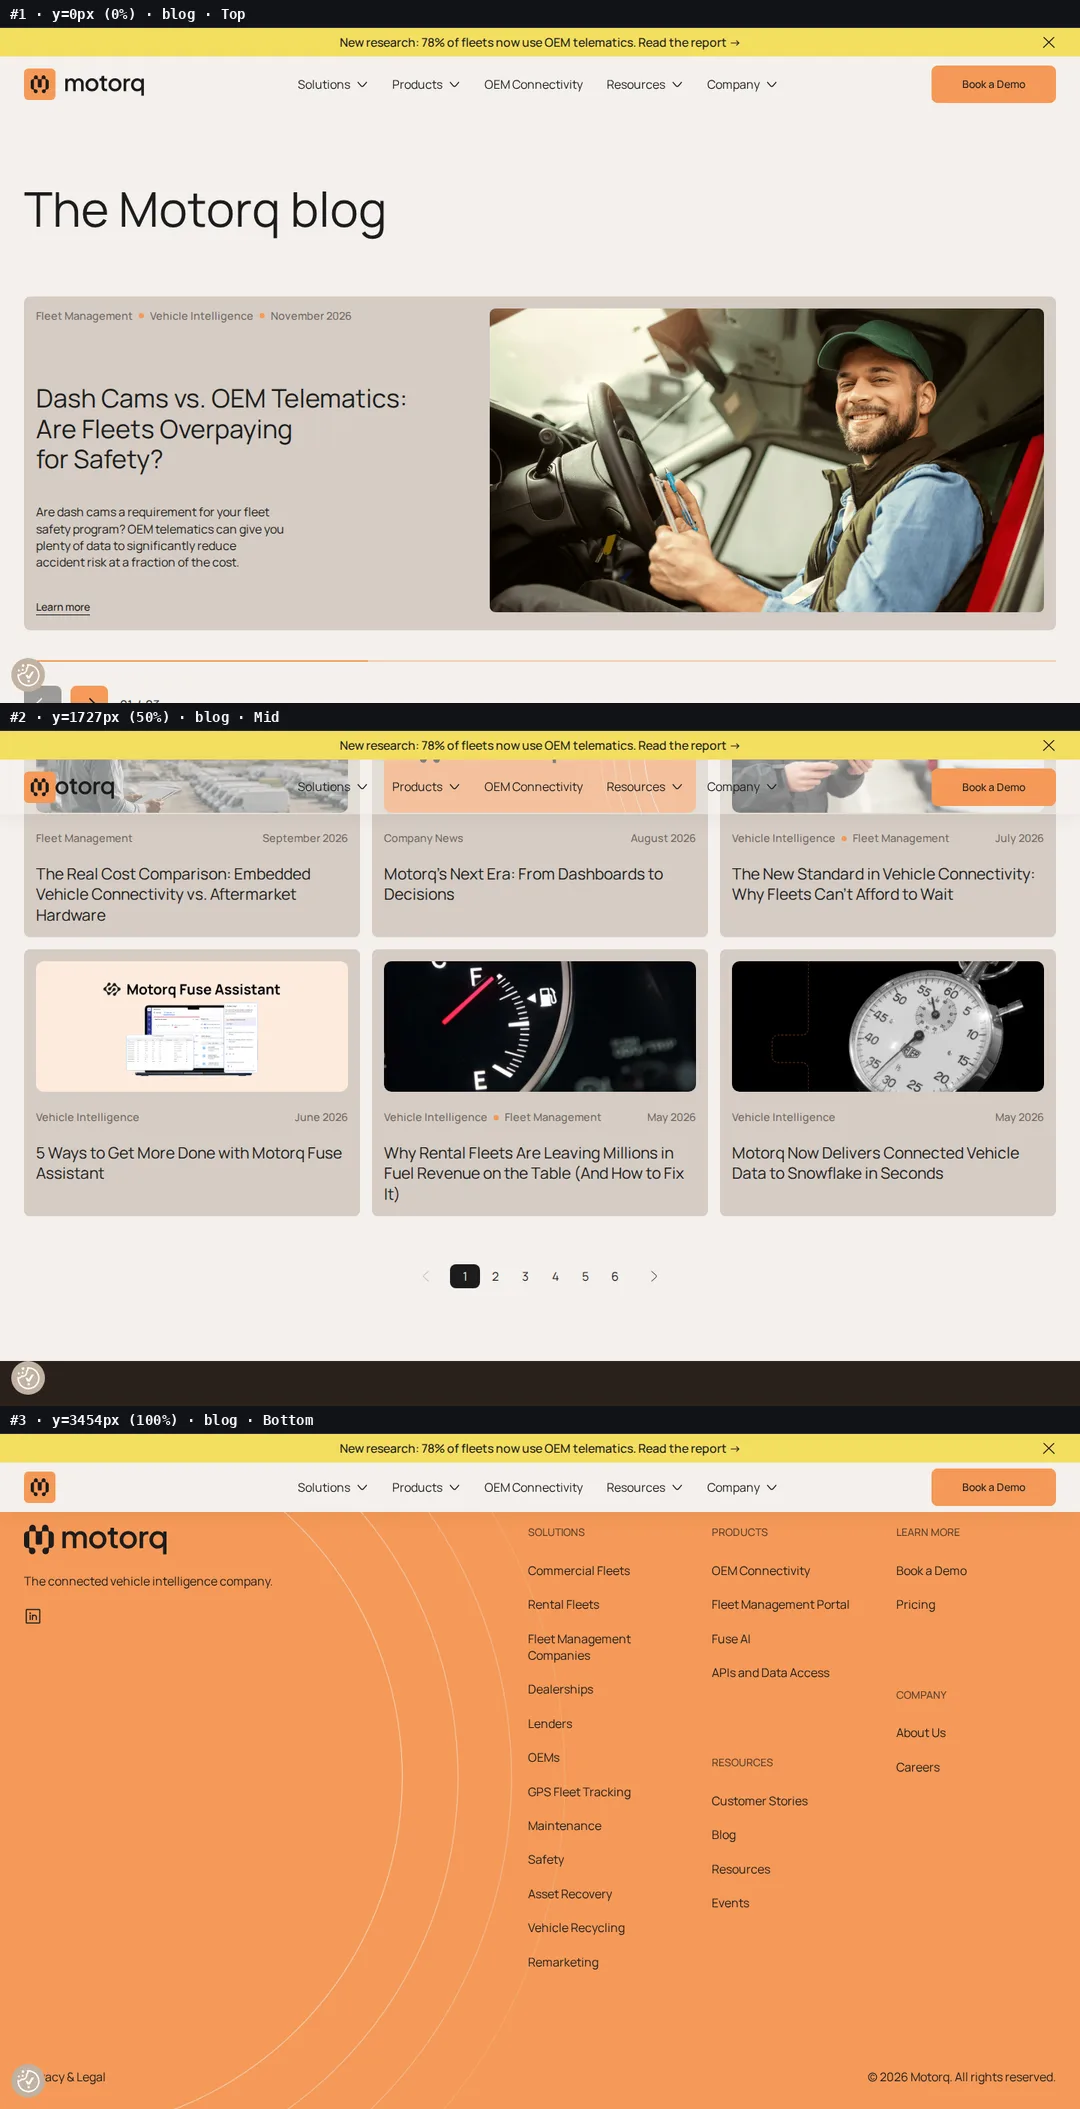 #1 · y=0px (0%) · blog · Top
New research: 78% of fleets now use OEM telematics. Read the report →
motorq
Solutions
Products
OEM Connectivity
Resources
Company
Book a Demo
The Motorq blog
Fleet Management • Vehicle Intelligence • November 2026
Dash Cams vs. OEM Telematics:
Are Fleets Overpaying
for Safety?
Are dash cams a requirement for your fleet
safety program? OEM telematics can give you
plenty of data to significantly reduce
accident risk at a fraction of the cost.
Learn more
#2 · y=1727px (50%) · blog · Mid
New research: 78% of fleets now use OEM telematics. Read the report →
otorq
Solutions
Products
OEM Connectivity
Resources
Company
Book a Demo
Fleet Management
September 2026
The Real Cost Comparison: Embedded
Vehicle Connectivity vs. Aftermarket
Hardware
Company News
August 2026
Motorq's Next Era: From Dashboards to
Decisions
Vehicle Intelligence • Fleet Management
July 2026
The New Standard in Vehicle Connectivity:
Why Fleets Can't Afford to Wait
Motorq Fuse Assistant
Vehicle Intelligence
June 2026
5 Ways to Get More Done with Motorq Fuse
Assistant
F
E
Vehicle Intelligence • Fleet Management
May 2026
Why Rental Fleets Are Leaving Millions in
Fuel Revenue on the Table (And How to Fix
It)
50
55
60
5
10
15
20
25
30
35
40
45
Vehicle Intelligence
May 2026
Motorq Now Delivers Connected Vehicle
Data to Snowflake in Seconds
1 2 3 4 5 6
#3 · y=3454px (100%) · blog · Bottom
New research: 78% of fleets now use OEM telematics. Read the report →
Solutions
Products
OEM Connectivity
Resources
Company
Book a Demo
motorq
The connected vehicle intelligence company.
in
SOLUTIONS
Commercial Fleets
Rental Fleets
Fleet Management
Companies
Dealerships
Lenders
OEMs
GPS Fleet Tracking
Maintenance
Safety
Asset Recovery
Vehicle Recycling
Remarketing
PRODUCTS
OEM Connectivity
Fleet Management Portal
Fuse AI
APIs and Data Access
RESOURCES
Customer Stories
Blog
Resources
Events
LEARN MORE
Book a Demo
Pricing
COMPANY
About Us
Careers
acy & Legal
© 2026 Motorq. All rights reserved.